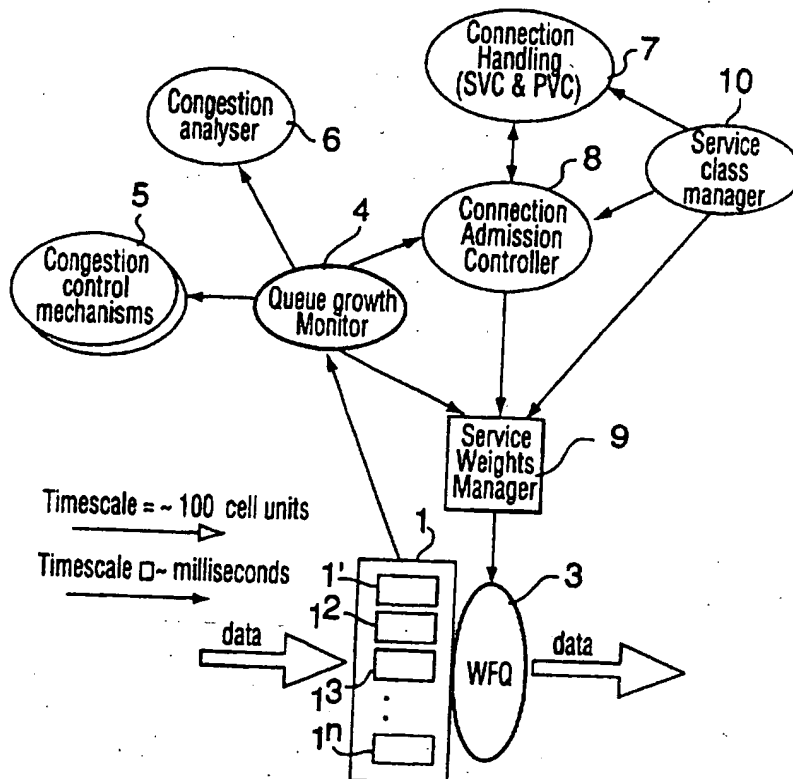 Connection
Handling
(SVC & PVC)
7
Congestion
analyser
6
10
Service
class
manager
8
Connection
Admission
Controller
5
Congestion
control
mechanisms
4
Queue growth
Monitor
Service
Weights
Manager
9
Timescale = ~ 100 cell units
Timescale □~ milliseconds
1
1'
1²
1³
1ⁿ
3
data
WFQ
data